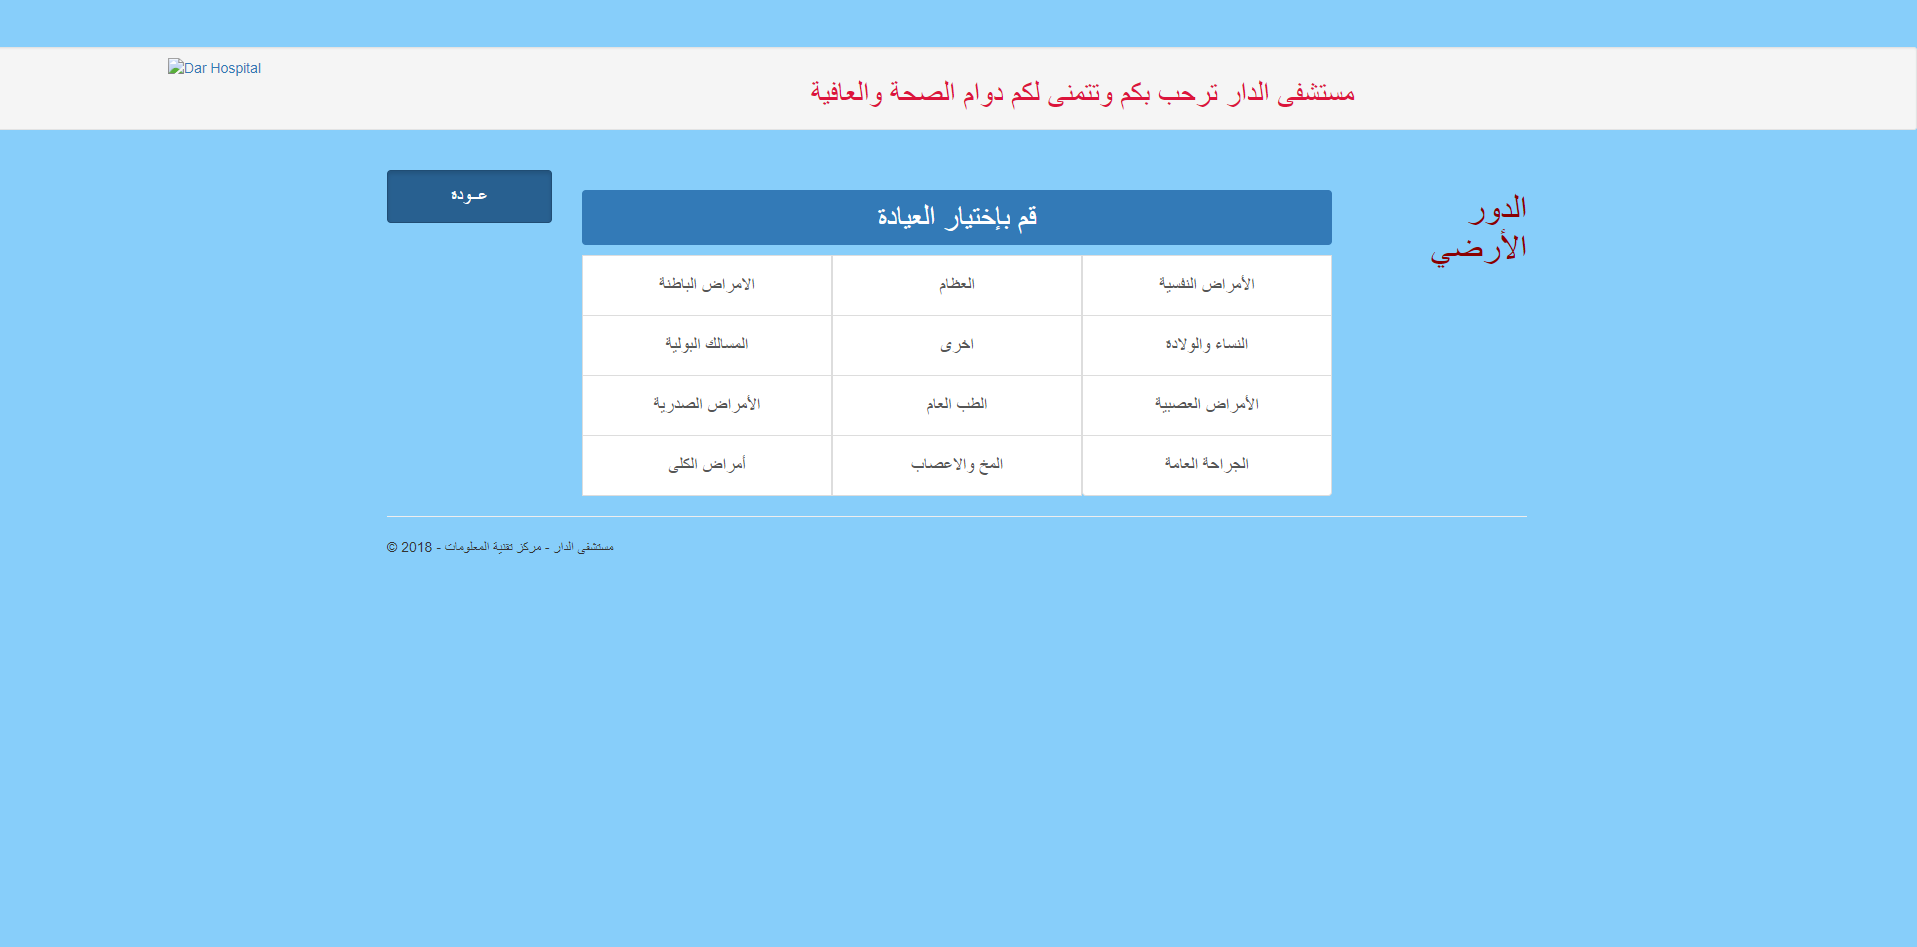 Dar Hospital
مستشفى الدار ترحب بكم وتتمنى لكم دوام الصحة والعافية
الدور
الأرضي
قم بإختيار العيادة
عــودة
الأمراض النفسية
العظام
الامراض الباطنة
النساء والولادة
اخرى
المسالك البولية
الأمراض العصبية
الطب العام
الأمراض الصدرية
الجراحة العامة
المخ والاعصاب
أمراض الكلى
© 2018 - مستشفى الدار - مركز تقنية المعلومات